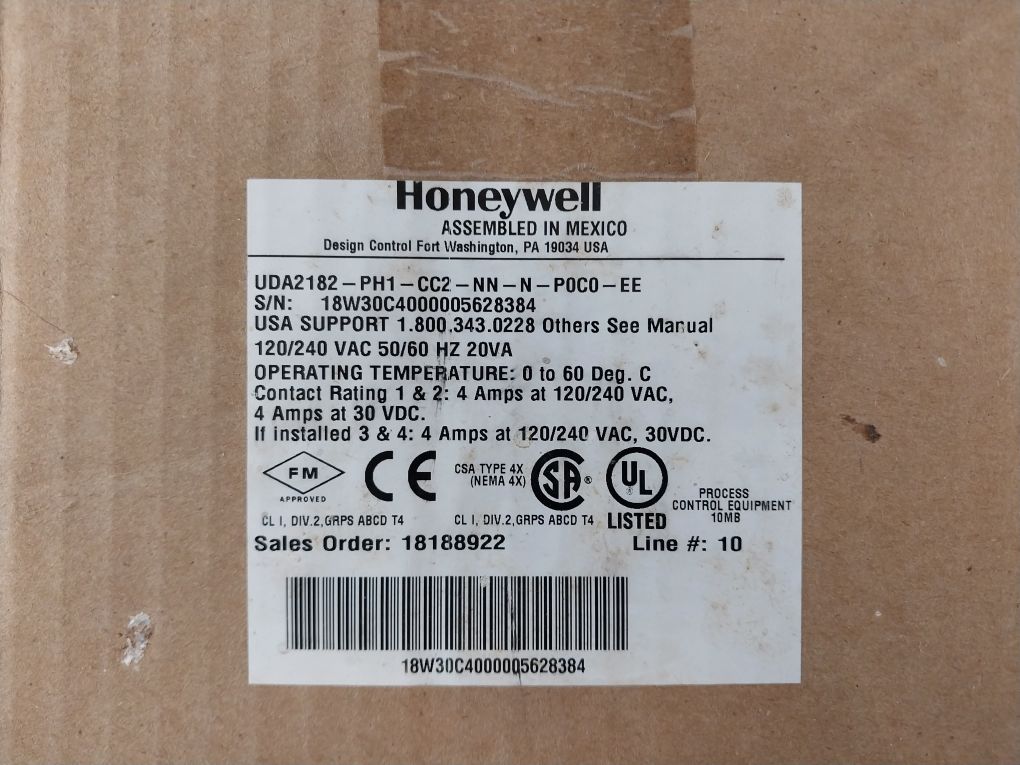 Honeywell
ASSEMBLED IN MEXICO
Design Control Fort Washington, PA 19034 USA
UDA2182-PH1-CC2-NN-N-P0C0-EE
S/N: 18W30C4000005628384
USA SUPPORT 1.800.343.0228 Others See Manual
120/240 VAC 50/60 HZ 20VA
OPERATING TEMPERATURE: 0 to 60 Deg. C
Contact Rating 1 & 2: 4 Amps at 120/240 VAC,
4 Amps at 30 VDC.
If installed 3 & 4: 4 Amps at 120/240 VAC, 30VDC.
FM
APPROVED
CL I, DIV.2,GRPS ABCD T4
CE
CSA TYPE 4X
(NEMA 4X)
SA ®
CL I, DIV.2,GRPS ABCD T4
UL
LISTED
PROCESS
CONTROL EQUIPMENT
10MB
Sales Order: 18188922 Line #: 10
18W30C4000005628384